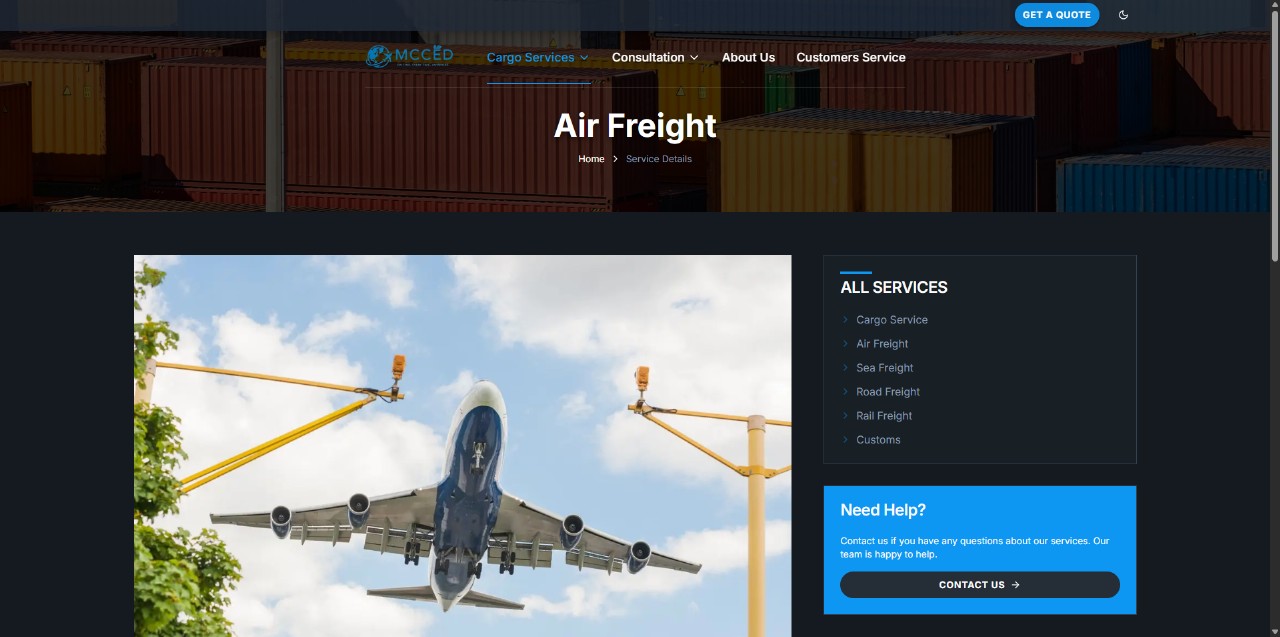 GET A QUOTE
MCCED
Cargo Services
Consultation
About Us
Customers Service
Air Freight
Home
Service Details
ALL SERVICES
Cargo Service
Air Freight
Sea Freight
Road Freight
Rail Freight
Customs
Need Help?
Contact us if you have any questions about our services. Our
team is happy to help.
CONTACT US →